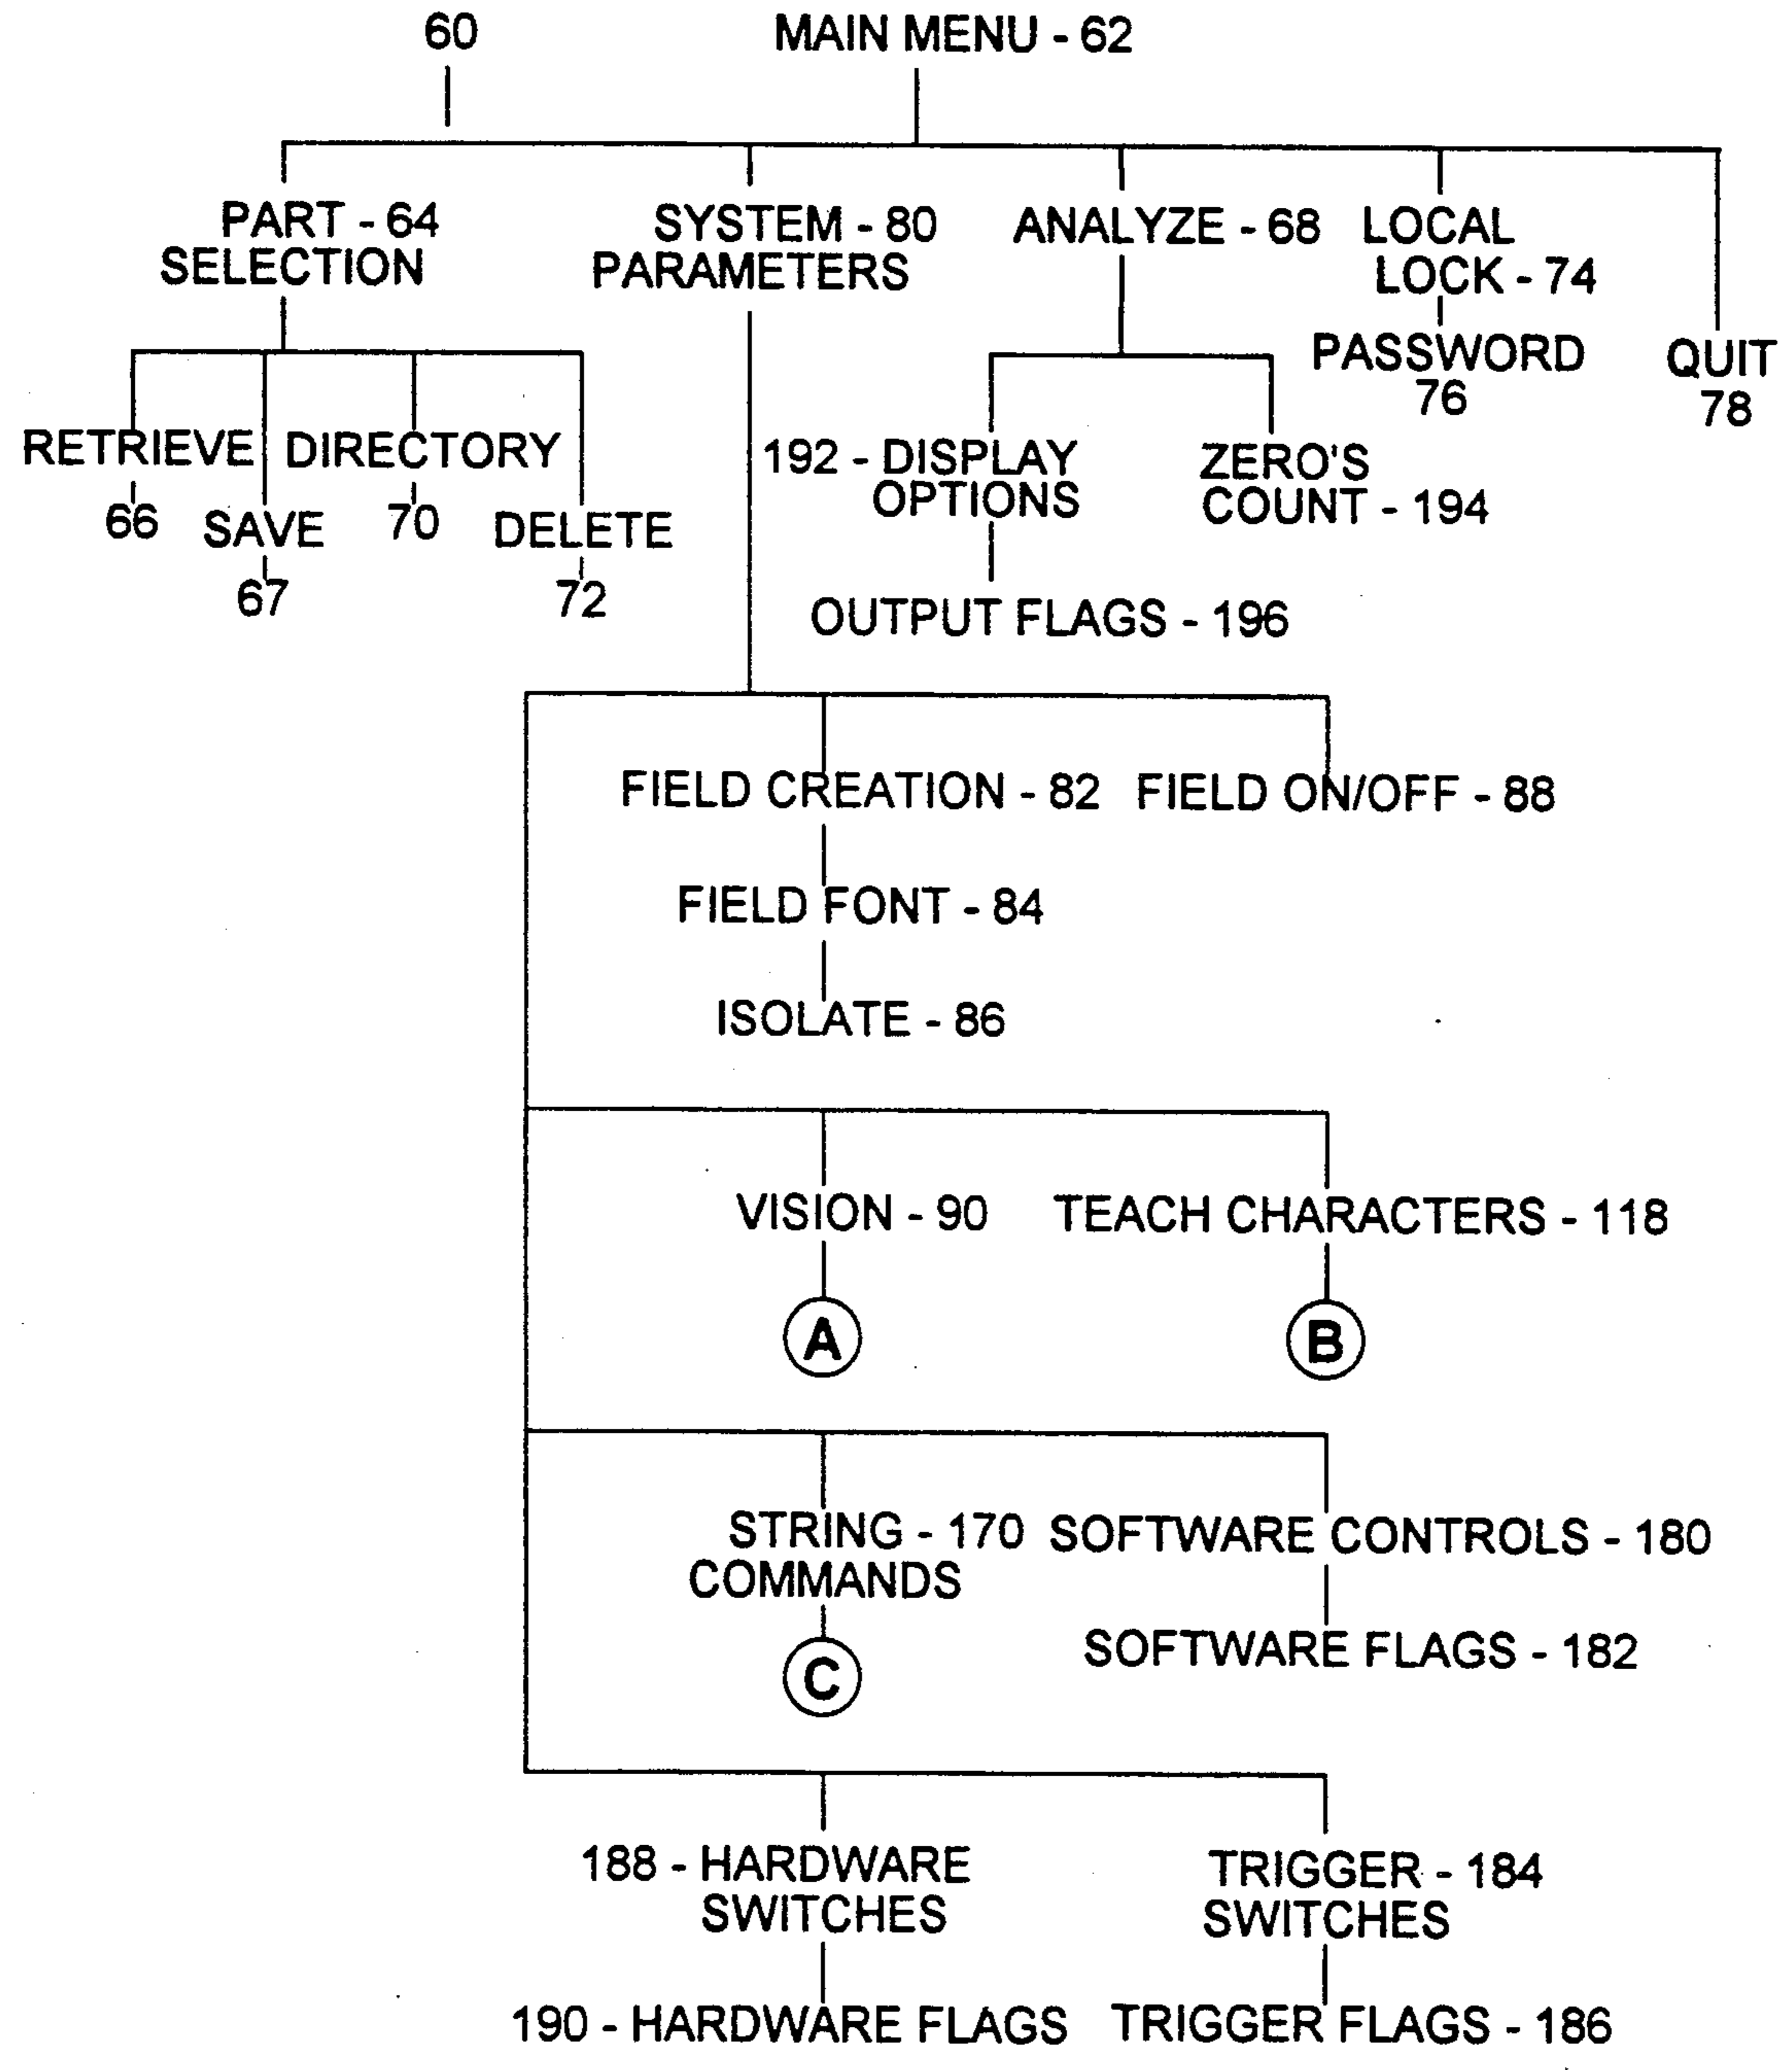 60
MAIN MENU - 62
PART - 64
SELECTION
SYSTEM - 80
PARAMETERS
ANALYZE - 68
LOCAL
LOCK - 74
PASSWORD
76
QUIT
78
RETRIEVE
66
SAVE
67
DIRECTORY
70
DELETE
72
192 - DISPLAY
OPTIONS
ZERO'S
COUNT - 194
OUTPUT FLAGS - 196
FIELD CREATION - 82
FIELD ON/OFF - 88
FIELD FONT - 84
ISOLATE - 86
VISION - 90
TEACH CHARACTERS - 118
A
B
STRING - 170
COMMANDS
SOFTWARE CONTROLS - 180
C
SOFTWARE FLAGS - 182
188 - HARDWARE
SWITCHES
TRIGGER - 184
SWITCHES
190 - HARDWARE FLAGS
TRIGGER FLAGS - 186